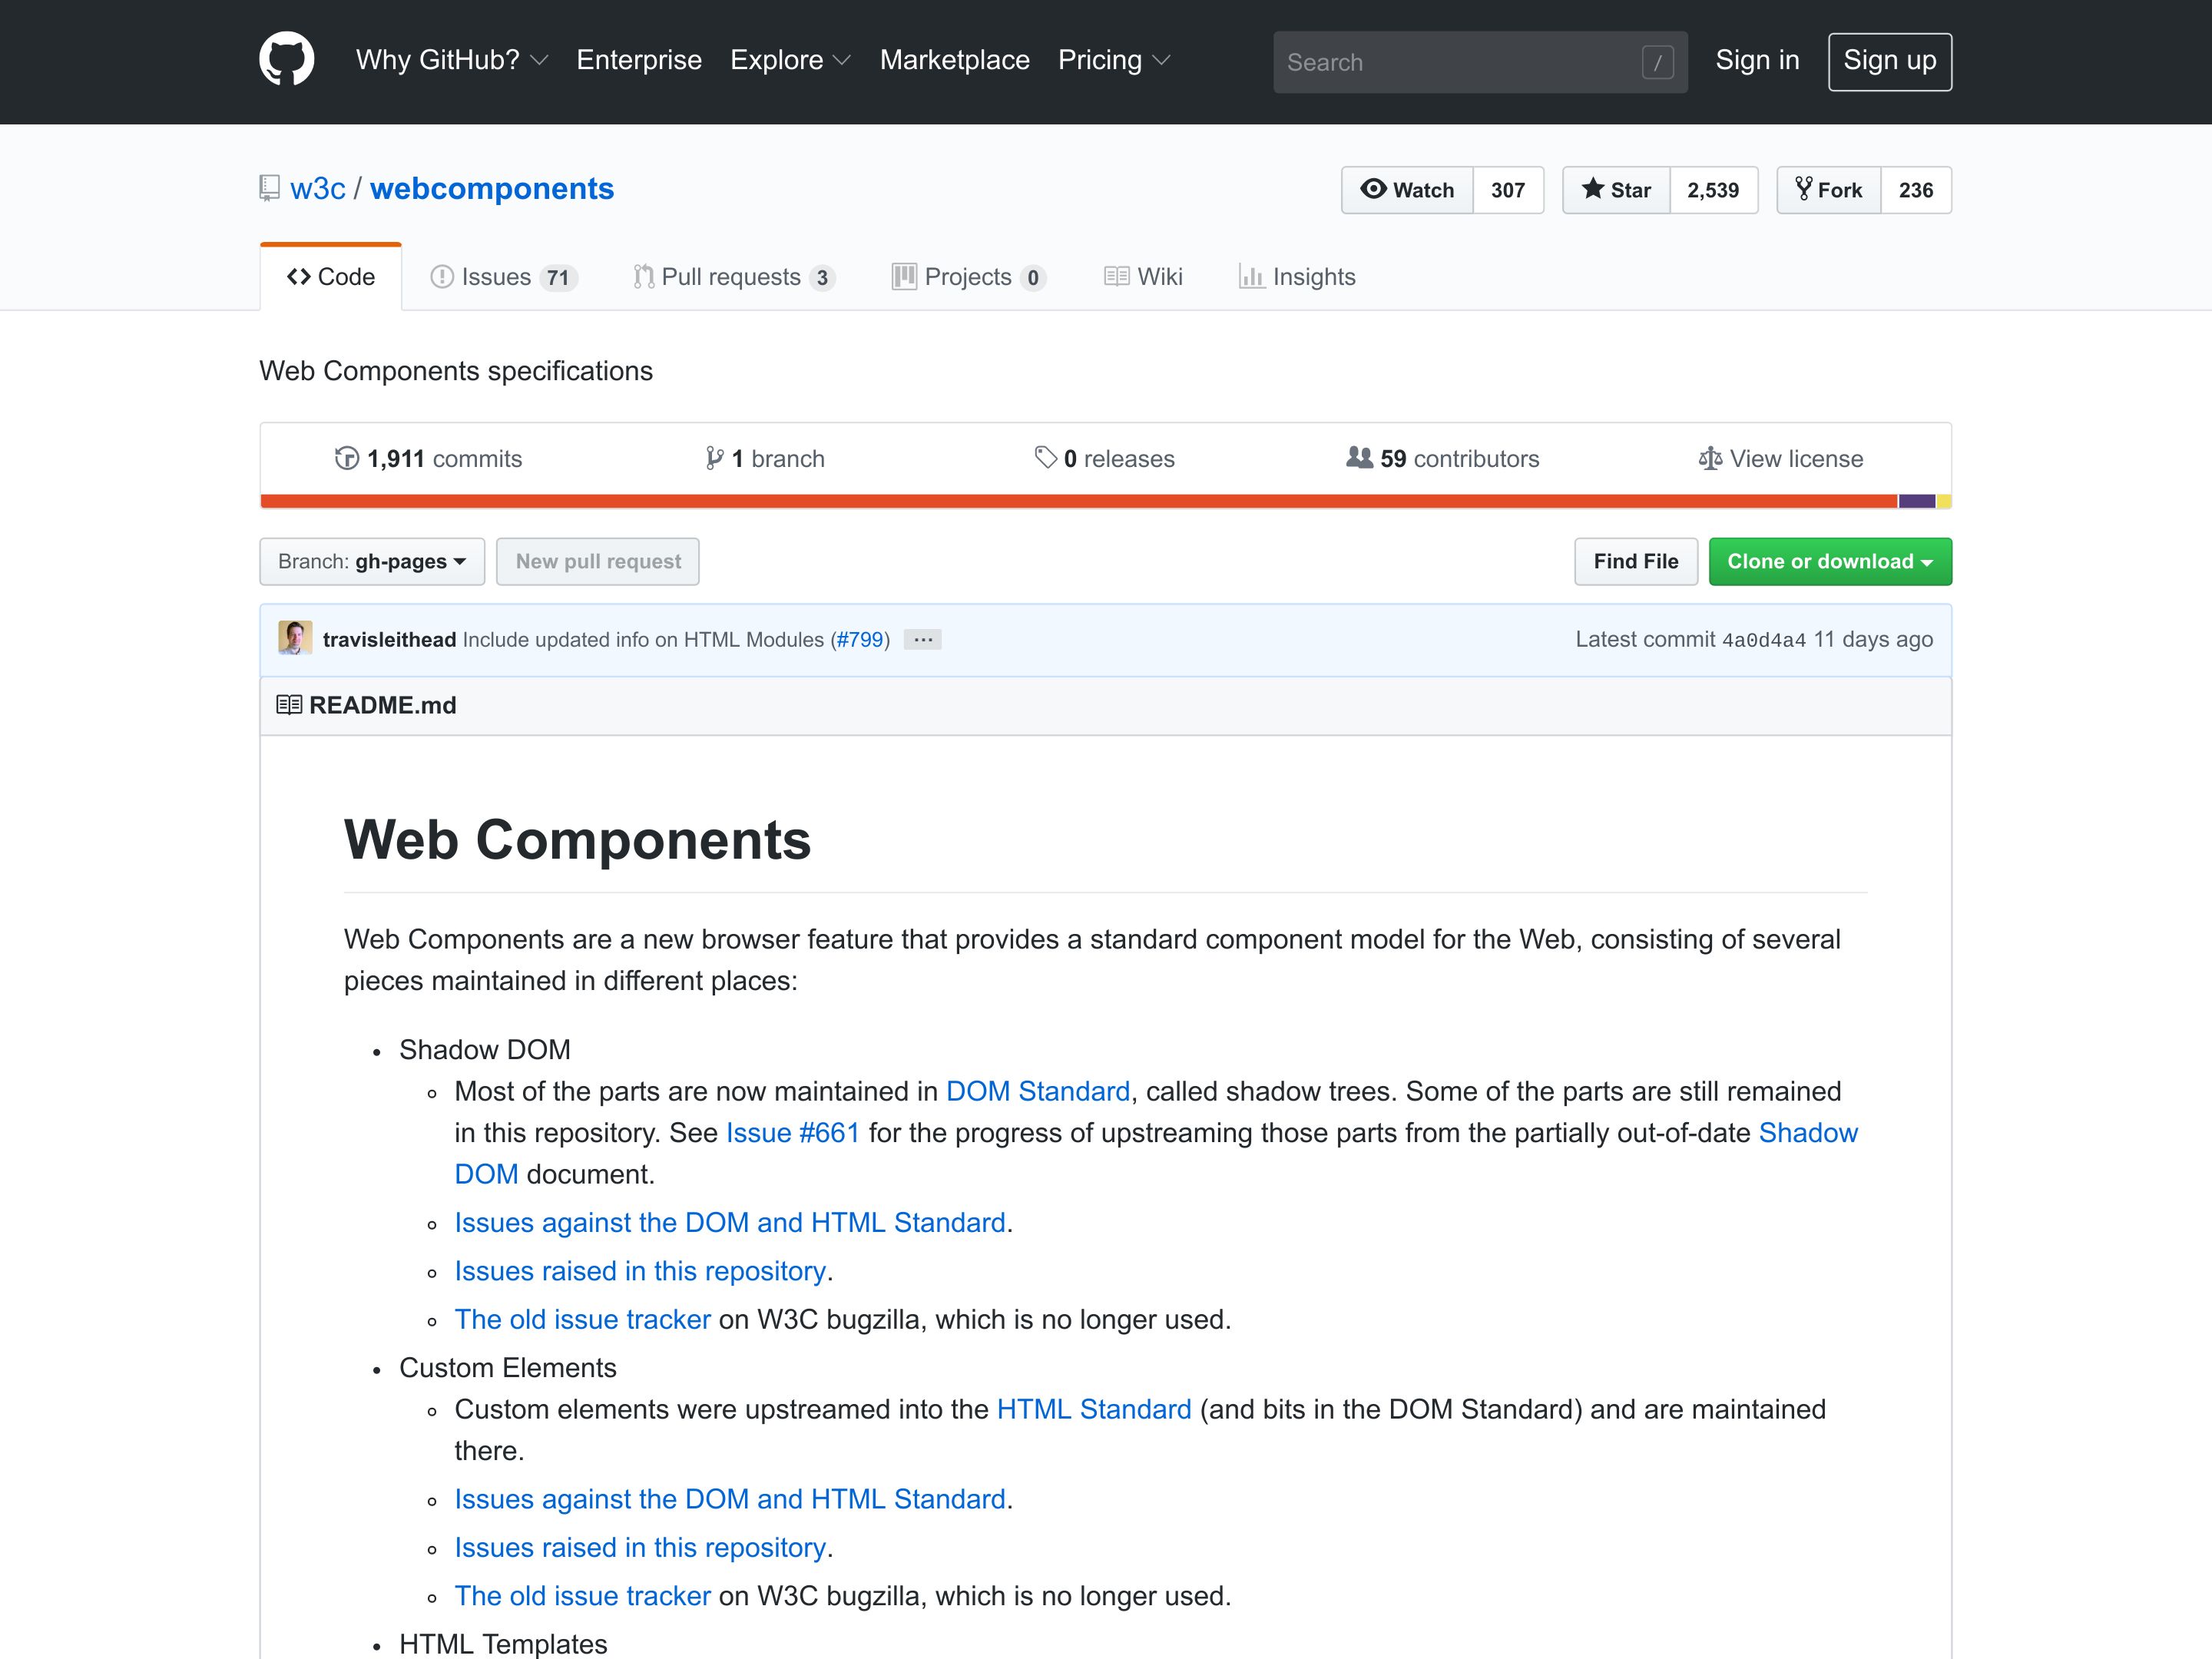 Why GitHub? Enterprise Explore Marketplace Pricing Search / Sign in Sign up
w3c / webcomponents Watch 307 Star 2,539 Fork 236
Code Issues 71 Pull requests 3 Projects 0 Wiki Insights
Web Components specifications
1,911 commits 1 branch 0 releases 59 contributors View license
Branch: gh-pages New pull request Find File Clone or download
travisleithead Include updated info on HTML Modules (#799) ... Latest commit 4a0d4a4 11 days ago
README.md
Web Components
Web Components are a new browser feature that provides a standard component model for the Web, consisting of several
pieces maintained in different places:
• Shadow DOM
◦ Most of the parts are now maintained in DOM Standard, called shadow trees. Some of the parts are still remained
in this repository. See Issue #661 for the progress of upstreaming those parts from the partially out-of-date Shadow
DOM document.
◦ Issues against the DOM and HTML Standard.
◦ Issues raised in this repository.
◦ The old issue tracker on W3C bugzilla, which is no longer used.
• Custom Elements
◦ Custom elements were upstreamed into the HTML Standard (and bits in the DOM Standard) and are maintained
there.
◦ Issues against the DOM and HTML Standard.
◦ Issues raised in this repository.
◦ The old issue tracker on W3C bugzilla, which is no longer used.
• HTML Templates